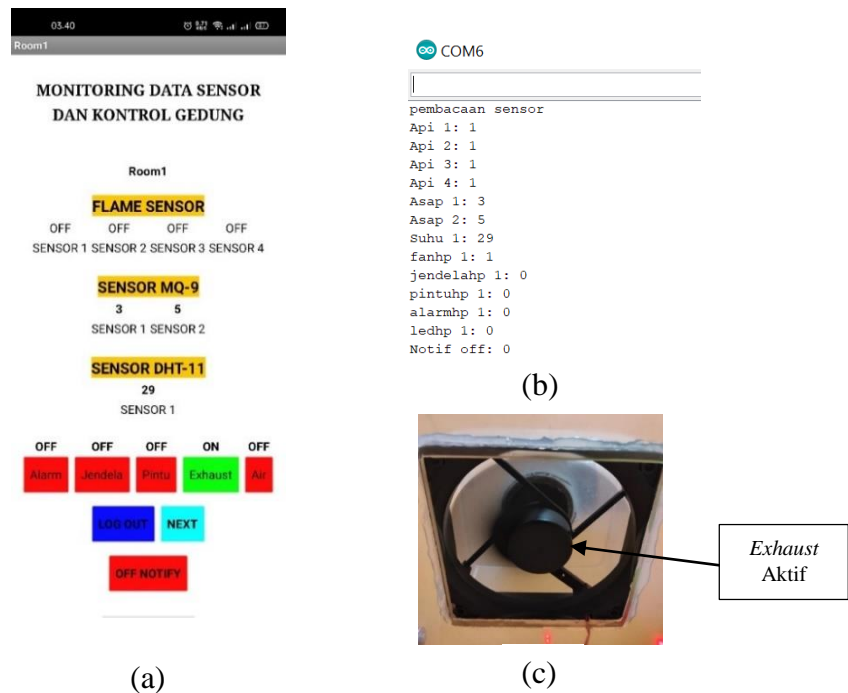 03.40
Room1
MONITORING DATA SENSOR
DAN KONTROL GEDUNG
Room1
FLAME SENSOR
OFF OFF OFF OFF
SENSOR 1 SENSOR 2 SENSOR 3 SENSOR 4
SENSOR MQ-9
3 5
SENSOR 1 SENSOR 2
SENSOR DHT-11
29
SENSOR 1
OFF OFF OFF ON OFF
Alarm Jendela Pintu Exhaust Air
LOG OUT NEXT
OFF NOTIFY
(a)
COM6
pembacaan sensor
Api 1: 1
Api 2: 1
Api 3: 1
Api 4: 1
Asap 1: 3
Asap 2: 5
Suhu 1: 29
fanhp 1: 1
jendelahp 1: 0
pintuhp 1: 0
alarmhp 1: 0
ledhp 1: 0
Notif off: 0
(b)
Exhaust
Aktif
(c)